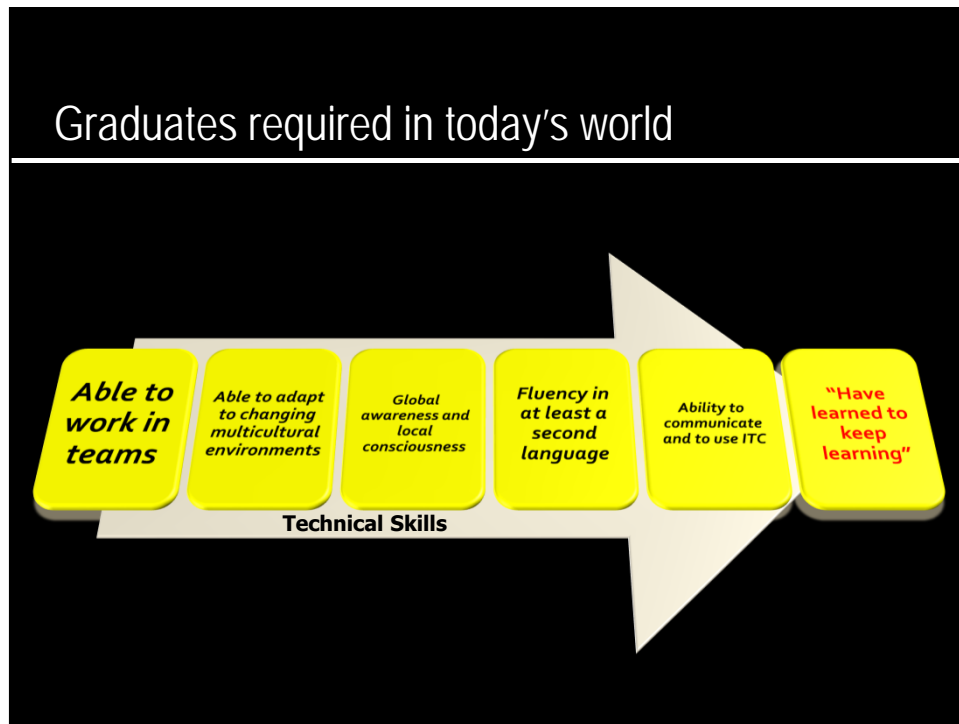 Graduates required in today's world
Able to
work in
teams
Able to adapt
to changing
multicultural
environments
Global
awareness and
local
consciousness
Fluency in
at least a
second
language
Ability to
communicate
and to use ITC
"Have
learned to
keep
learning"
Technical Skills